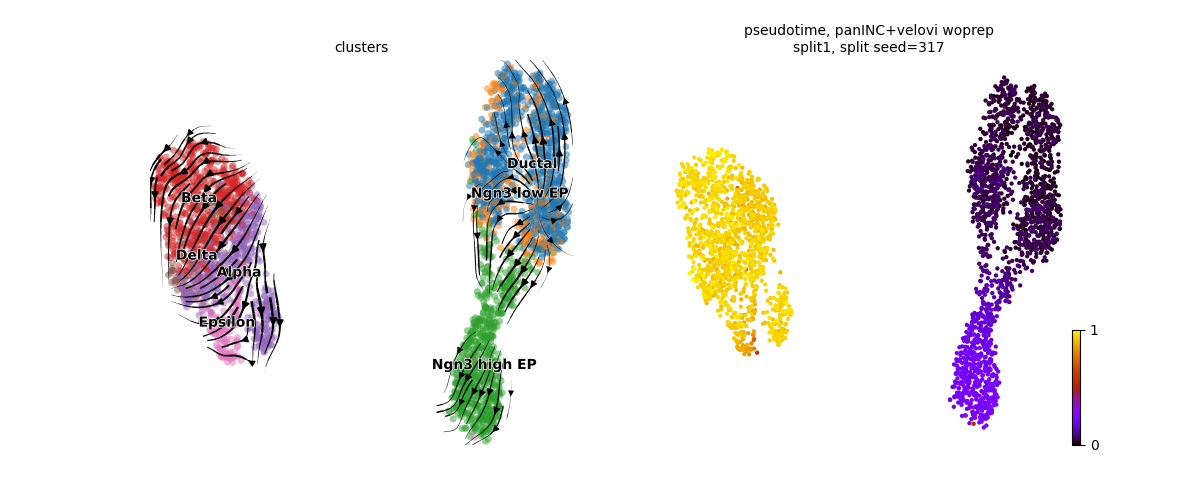 clusters
pseudotime, panINC+velovi woprep
split1, split seed=317
Ductal
Ngn3 low EP
Beta
Delta
Alpha
Epsilon
Ngn3 high EP
1
0